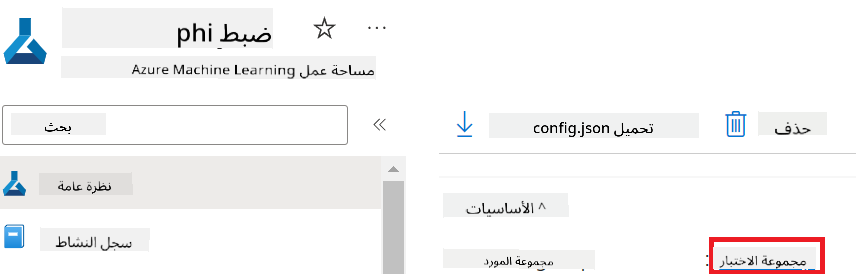 ضبط phi
مساحة عمل Azure Machine Learning
بحث
نظرة عامة
سجل النشاط
تحميل config.json
حذف
^ الأساسيات
مجموعة المورد : مجموعة الاختبار